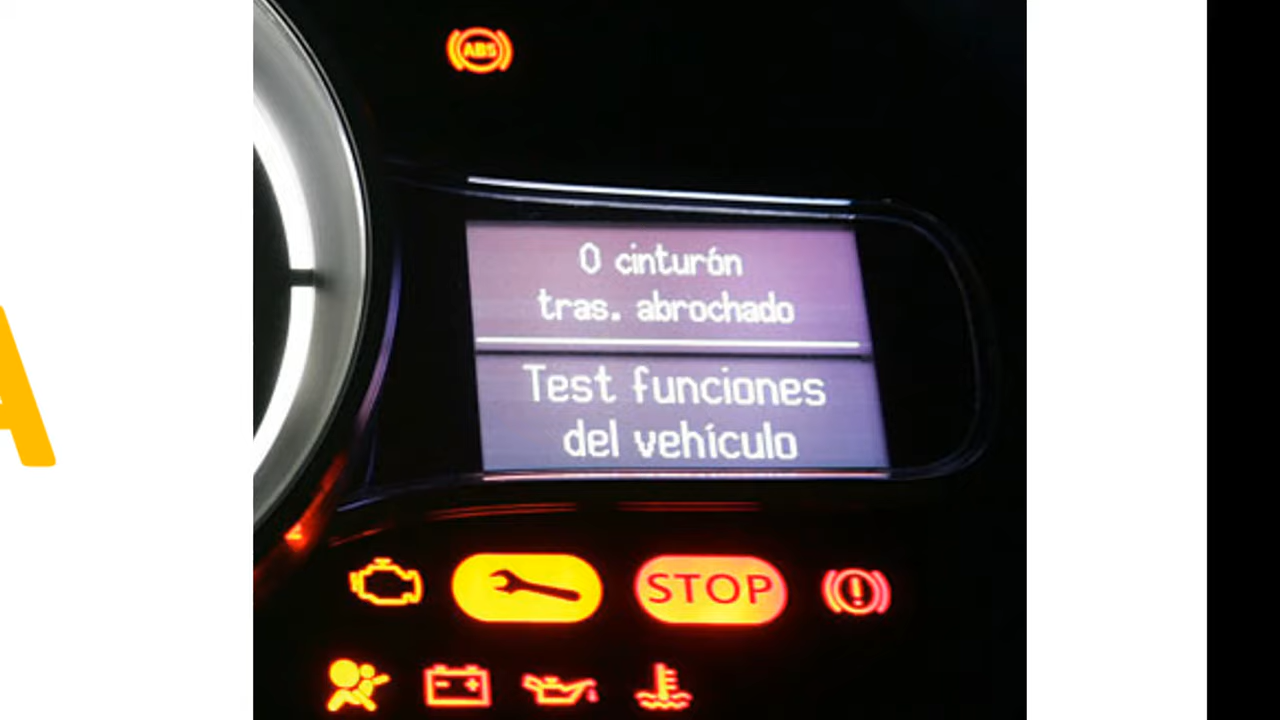 A
ABS
0 cinturón
tras. abrochado
Test funciones
del vehículo
STOP